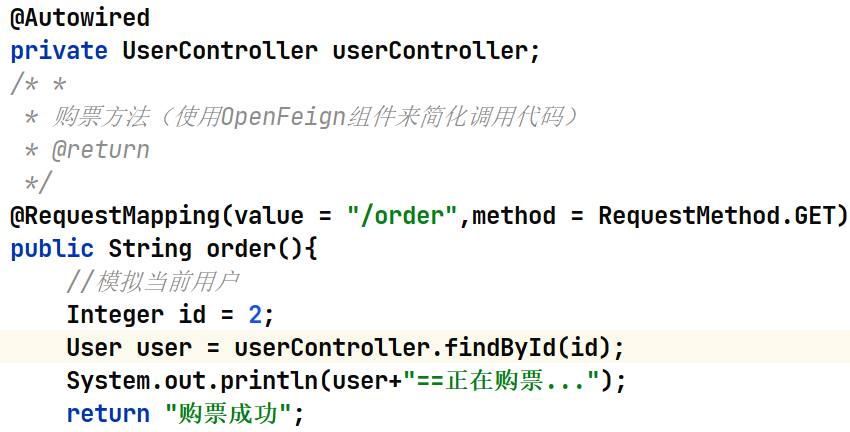 @Autowired
private UserController userController;
/* *
* 购票方法（使用OpenFeign组件来简化调用代码）
* @return
*/
@RequestMapping(value = "/order",method = RequestMethod.GET)
public String order(){
//模拟当前用户
Integer id = 2;
User user = userController.findById(id);
System.out.println(user+"==正在购票...");
return "购票成功";